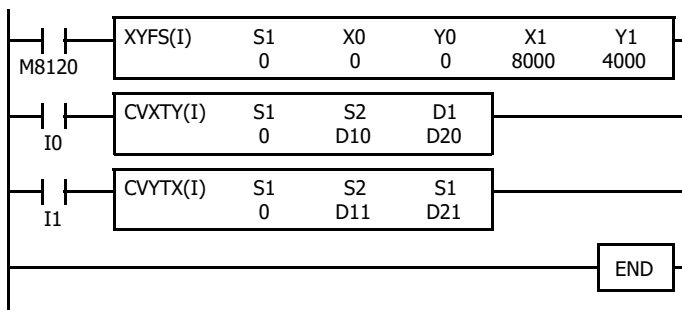 XYFS(I) S1 X0 Y0 X1 Y1
M8120 0 0 0 8000 4000
CVXTY(I) S1 S2 D1
I0 0 D10 D20
CVYTX(I) S1 S2 S1
I1 0 D11 D21
END